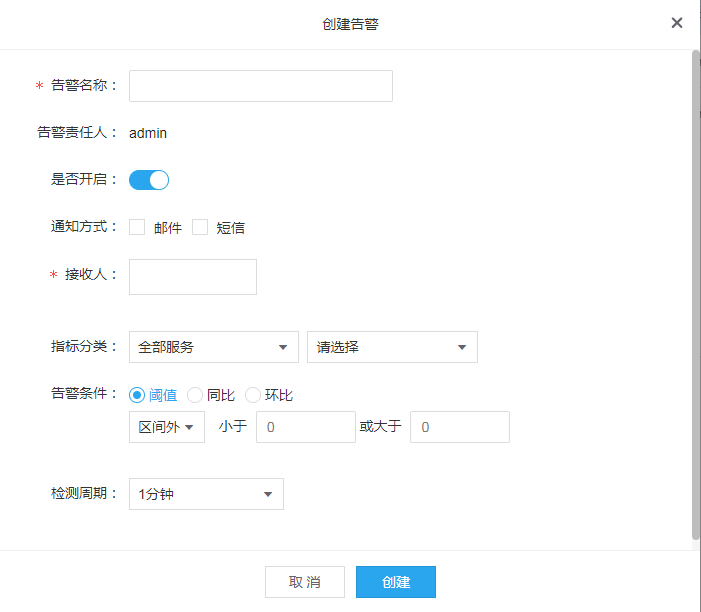 创建告警
* 告警名称：
告警责任人： admin
是否开启：
通知方式： 邮件 短信
* 接收人：
指标分类： 全部服务 请选择
告警条件： 阈值 同比 环比
区间外 小于 0 或大于 0
检测周期： 1分钟
取 消 创建